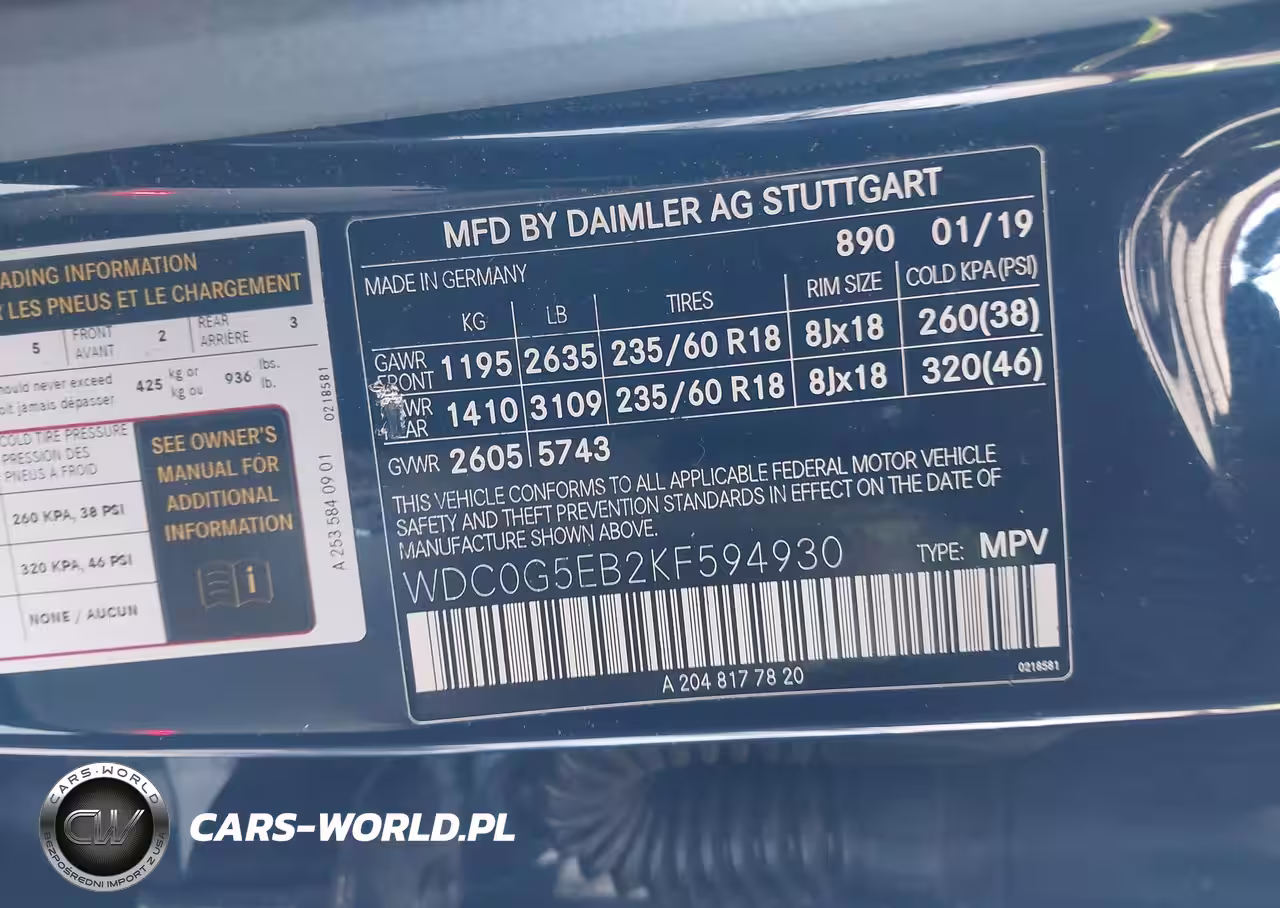 ADING INFORMATION
LES PNEUS ET LE CHARGEMENT
5 FRONT AVANT 2 REAR ARRIÈRE 3
should never exceed 425 kg or 936 lbs.
oit jamais dépasser kg ou lb.
COLD TIRE PRESSURE
PRESSION DES
PNEUS À FROID
260 KPA, 38 PSI
320 KPA, 46 PSI
NONE / AUCUN
SEE OWNER'S
MANUAL FOR
ADDITIONAL
INFORMATION
i
A 253 584 09 01 0218581
MFD BY DAIMLER AG STUTTGART
890 01/19
MADE IN GERMANY
KG LB TIRES RIM SIZE COLD KPA(PSI)
GAWR FRONT 1195 2635 235/60 R18 8Jx18 260(38)
WR AR 1410 3109 235/60 R18 8Jx18 320(46)
GVWR 2605 5743
THIS VEHICLE CONFORMS TO ALL APPLICABLE FEDERAL MOTOR VEHICLE
SAFETY AND THEFT PREVENTION STANDARDS IN EFFECT ON THE DATE OF
MANUFACTURE SHOWN ABOVE.
WDC0G5EB2KF594930 TYPE: MPV
A 204 817 78 20
0218581
CARS-WORLD
CW
BEZPOŚREDNI IMPORT Z USA
CARS-WORLD.PL